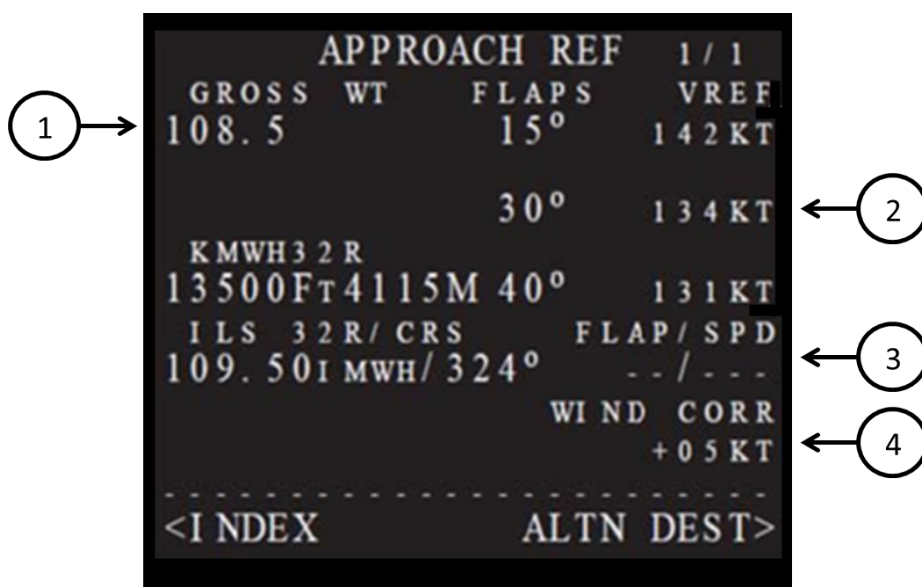 APPROACH REF 1/1
GROSS WT FLAPS VREF
1 108.5 15° 142KT
30° 134KT 2
KMWH32R
13500FT4115M 40° 131KT
ILS 32R/CRS FLAP/SPD
109.50IMWH/324° --/--- 3
WIND CORR
+05KT 4
------------------------
<INDEX ALTN DEST>